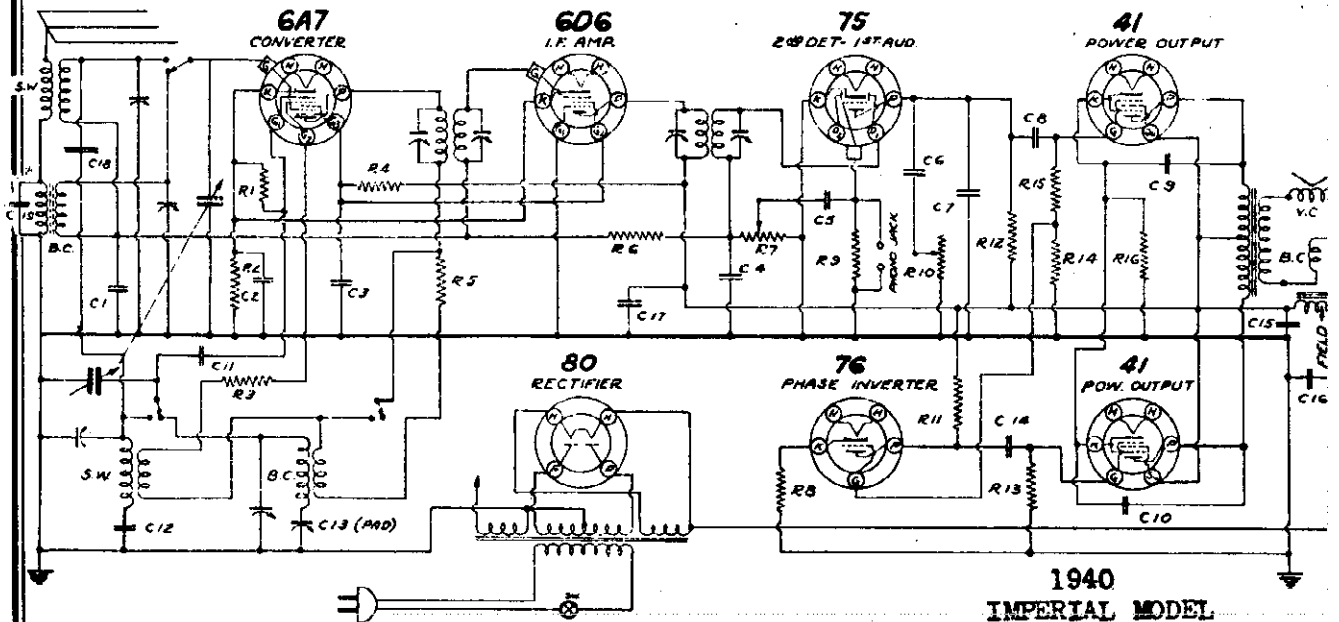 6A7
CONVERTER
6D6
I.F. AMP.
75
2ND DET- 1ST AUD.
41
POWER OUTPUT
S.W.
C18
B.C.
C1
R1
C2
R4
C3
R5
R6
C17
C4
R7
C5
R9
PHONO JACK
C6
R10
C7
R12
C8
R15
R14
C9
R16
V.C
B.C
C15
FIELD
C16
C11
R3
80
RECTIFIER
76
PHASE INVERTER
R11
C14
41
POW. OUTPUT
S.W.
C12
B.C.
C13 (PAD)
R8
R13
C10
K
H
H
P
G
1940
IMPERIAL MODEL